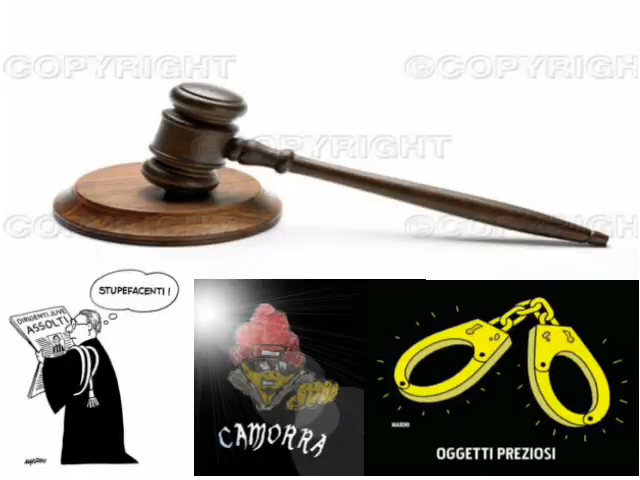 ©COPYRIGHT ©COPYRIGHT
©COPYRIGHT
©COPYRIGHT ©COPYRIGHT
STUPEFACENTI!
DIRIGENTI JUVE
ASSOLTI
CAMORRA
MARINI
OGGETTI PREZIOSI